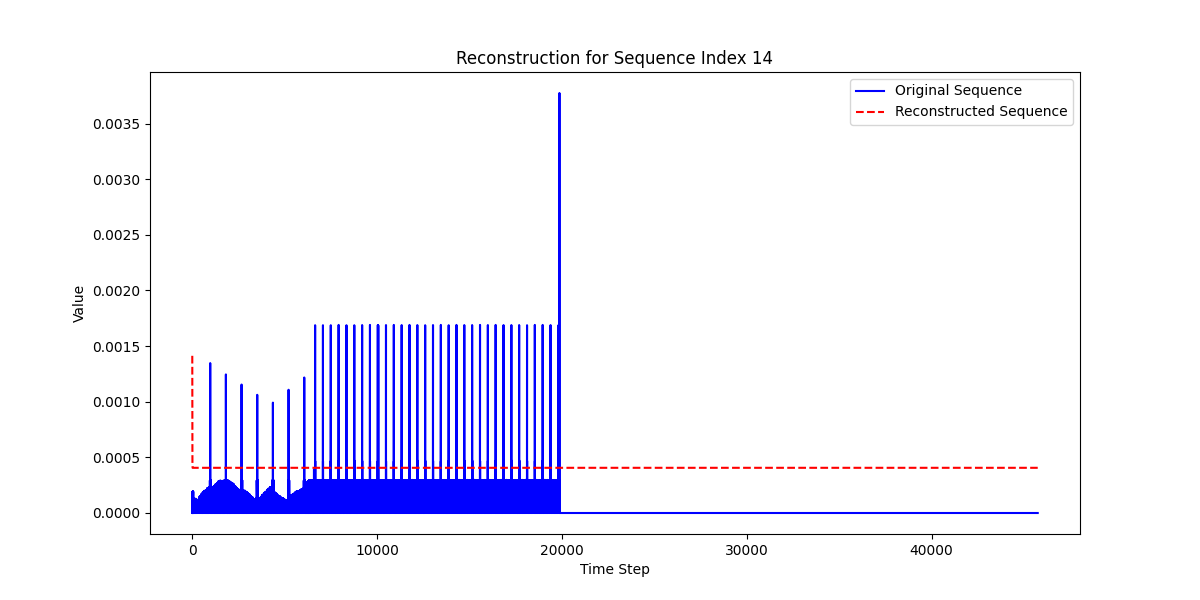 Reconstruction for Sequence Index 14
Original Sequence
Reconstructed Sequence
Value
0.0035
0.0030
0.0025
0.0020
0.0015
0.0010
0.0005
0.0000
0 10000 20000 30000 40000
Time Step